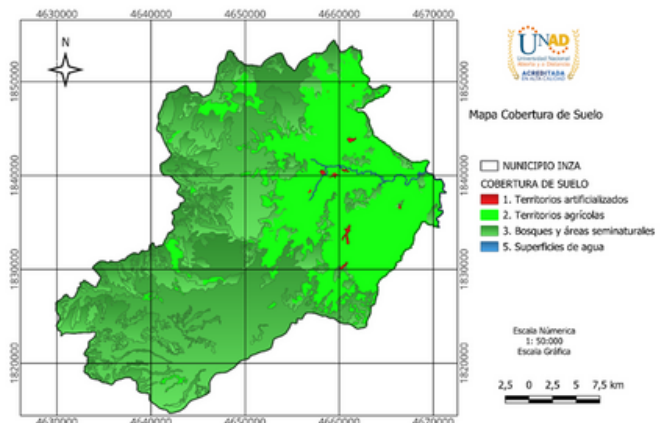 4630000 4640000 4650000 4660000 4670000
N
1850000 1850000
1840000 1840000
1830000 1830000
1820000 1820000
4630000 4640000 4650000 4660000 4670000
UNAD
Universidad Nacional
Abierta y a Distancia
ACREDITADA
EN ALTA CALIDAD
Mapa Cobertura de Suelo
NUNICIPIO INZA
COBERTURA DE SUELO
1. Territorios artificializados
2. Territorios agrícolas
3. Bosques y áreas seminaturales
5. Superficies de agua
Escala Númerica
1: 50:000
Escala Gráfica
2,5 0 2,5 5 7,5 km